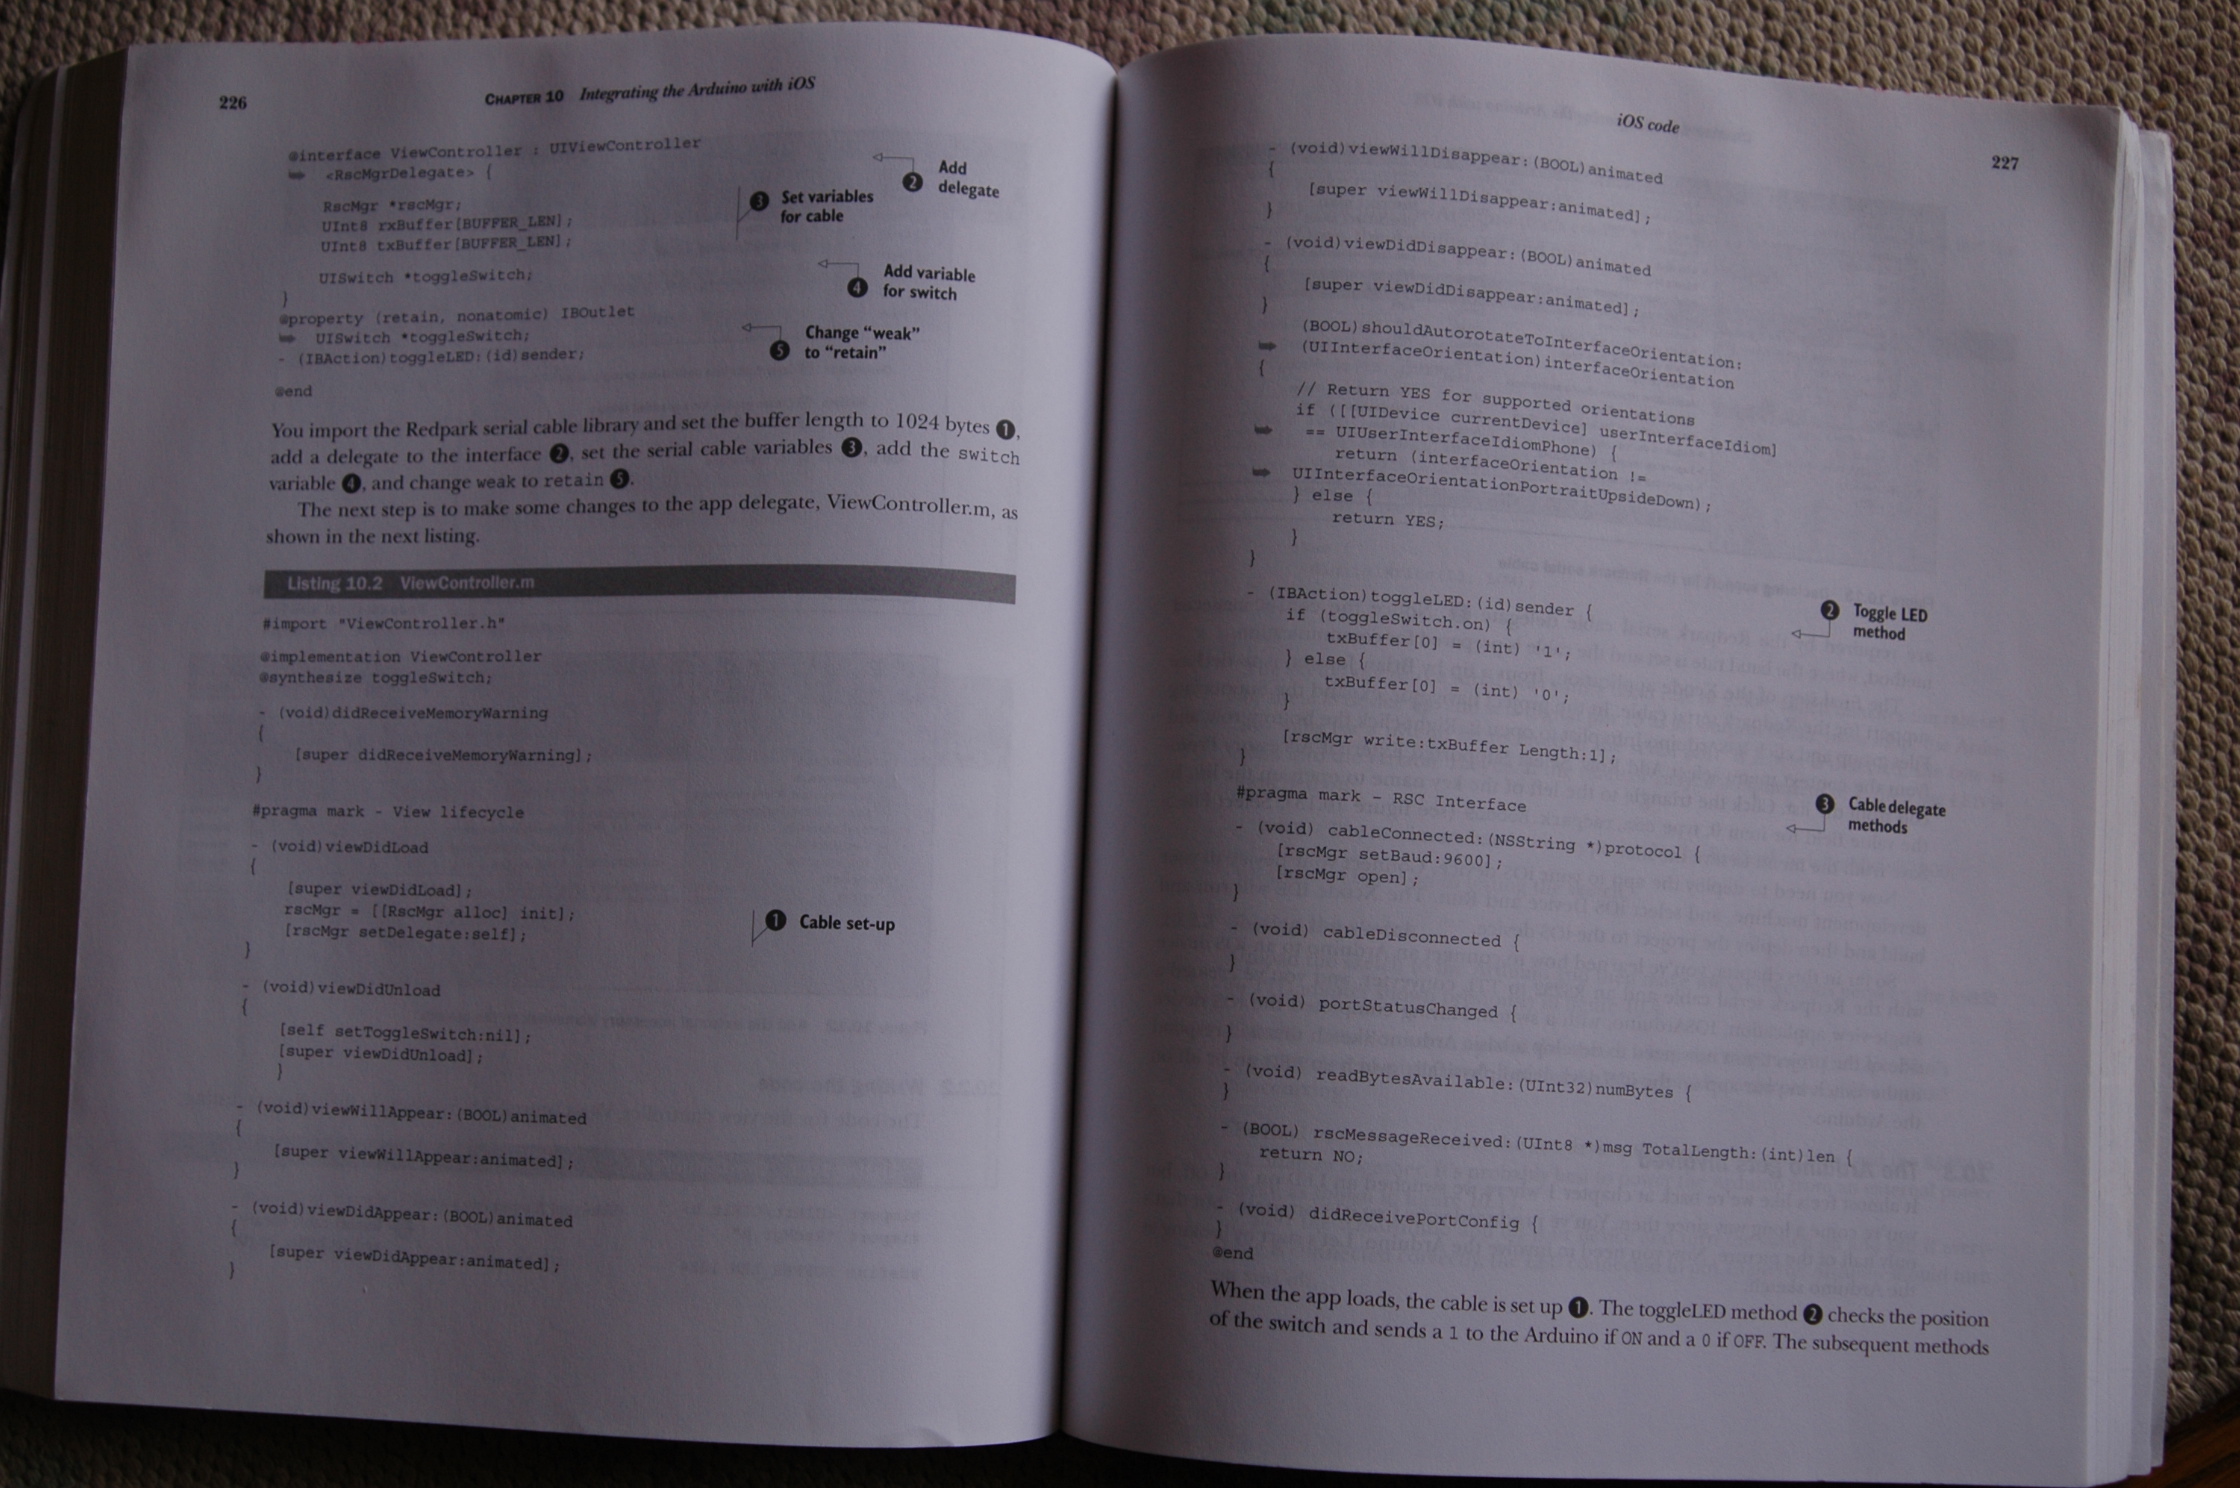 226
CHAPTER 10 Integrating the Arduino with iOS
@interface ViewController : UIViewController
<RscMgrDelegate> {
Add
delegate
2
RscMgr *rscMgr;
UInt8 rxBuffer[BUFFER_LEN];
UInt8 txBuffer[BUFFER_LEN];
3 Set variables
for cable
UISwitch *toggleSwitch;
4
Add variable
for switch
}
@property (retain, nonatomic) IBOutlet
UISwitch *toggleSwitch;
- (IBAction)toggleLED:(id)sender;
5
Change "weak"
to "retain"
@end
You import the Redpark serial cable library and set the buffer length to 1024 bytes 1,
add a delegate to the interface 2, set the serial cable variables 3, add the switch
variable 4, and change weak to retain 5.
The next step is to make some changes to the app delegate, ViewController.m, as
shown in the next listing.
Listing 10.2 ViewController.m
#import "ViewController.h"
@implementation ViewController
@synthesize toggleSwitch;
- (void)didReceiveMemoryWarning
{
[super didReceiveMemoryWarning];
}
#pragma mark - View lifecycle
- (void)viewDidLoad
{
[super viewDidLoad];
rscMgr = [[RscMgr alloc] init];
[rscMgr setDelegate:self];
1 Cable set-up
}
- (void)viewDidUnload
{
[self setToggleSwitch:nil];
[super viewDidUnload];
}
- (void)viewWillAppear:(BOOL)animated
{
[super viewWillAppear:animated];
}
- (void)viewDidAppear:(BOOL)animated
{
[super viewDidAppear:animated];
}
iOS code
227
- (void)viewWillDisappear:(BOOL)animated
{
[super viewWillDisappear:animated];
}
- (void)viewDidDisappear:(BOOL)animated
{
[super viewDidDisappear:animated];
}
(BOOL)shouldAutorotateToInterfaceOrientation:
(UIInterfaceOrientation)interfaceOrientation
{
// Return YES for supported orientations
if ([[UIDevice currentDevice] userInterfaceIdiom]
== UIUserInterfaceIdiomPhone) {
return (interfaceOrientation !=
UIInterfaceOrientationPortraitUpsideDown);
} else {
return YES;
}
}
- (IBAction)toggleLED:(id)sender {
if (toggleSwitch.on) {
txBuffer[0] = (int) '1';
} else {
txBuffer[0] = (int) '0';
}
2 Toggle LED
method
[rscMgr write:txBuffer Length:1];
}
#pragma mark - RSC Interface
- (void) cableConnected:(NSString *)protocol {
[rscMgr setBaud:9600];
[rscMgr open];
}
3 Cable delegate
methods
- (void) cableDisconnected {
}
- (void) portStatusChanged {
}
- (void) readBytesAvailable:(UInt32)numBytes {
}
- (BOOL) rscMessageReceived:(UInt8 *)msg TotalLength:(int)len {
return NO;
}
- (void) didReceivePortConfig {
}
@end
When the app loads, the cable is set up 1. The toggleLED method 2 checks the position
of the switch and sends a 1 to the Arduino if ON and a 0 if OFF. The subsequent methods